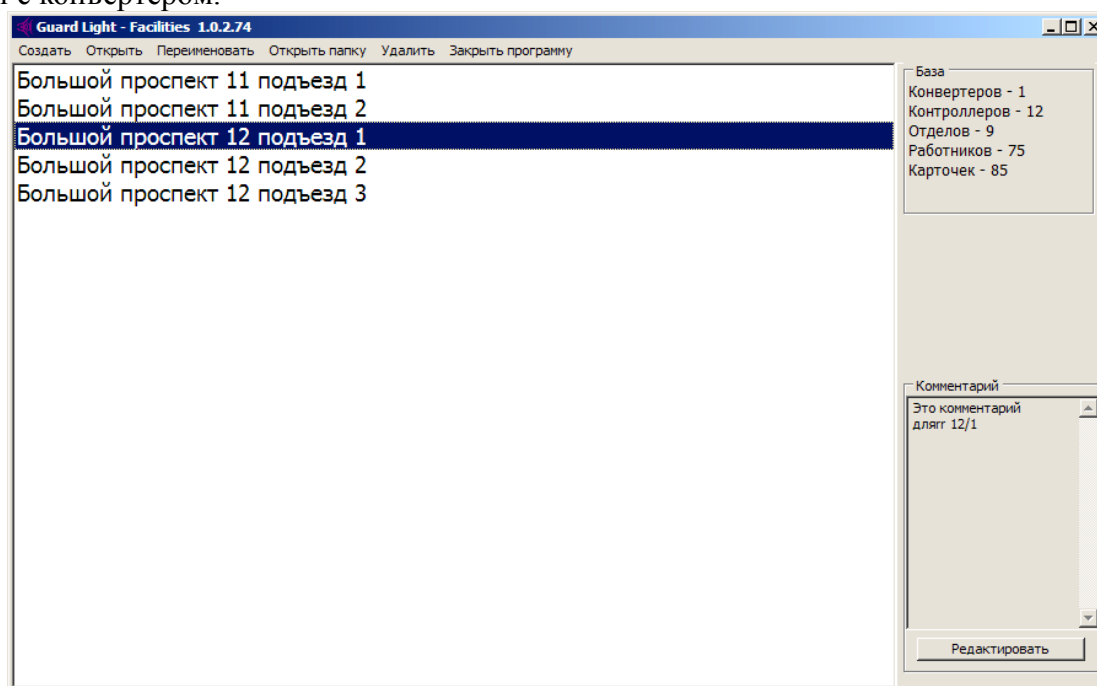 с конвертером.
Guard Light - Facilities 1.0.2.74
Создать Открыть Переименовать Открыть папку Удалить Закрыть программу
Большой проспект 11 подъезд 1
Большой проспект 11 подъезд 2
Большой проспект 12 подъезд 1
Большой проспект 12 подъезд 2
Большой проспект 12 подъезд 3
База
Конвертеров - 1
Контроллеров - 12
Отделов - 9
Работников - 75
Карточек - 85
Комментарий
Это комментарий
дляrr 12/1
Редактировать